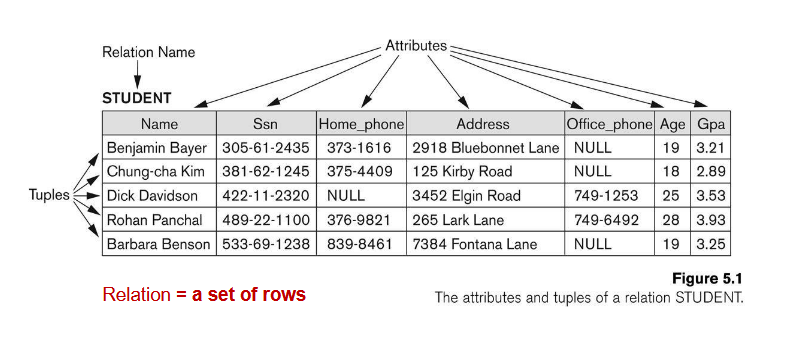 Relation Name
Attributes
STUDENT
Name Ssn Home_phone Address Office_phone Age Gpa
Benjamin Bayer 305-61-2435 373-1616 2918 Bluebonnet Lane NULL 19 3.21
Chung-cha Kim 381-62-1245 375-4409 125 Kirby Road NULL 18 2.89
Tuples
Dick Davidson 422-11-2320 NULL 3452 Elgin Road 749-1253 25 3.53
Rohan Panchal 489-22-1100 376-9821 265 Lark Lane 749-6492 28 3.93
Barbara Benson 533-69-1238 839-8461 7384 Fontana Lane NULL 19 3.25
Relation = a set of rows
Figure 5.1
The attributes and tuples of a relation STUDENT.